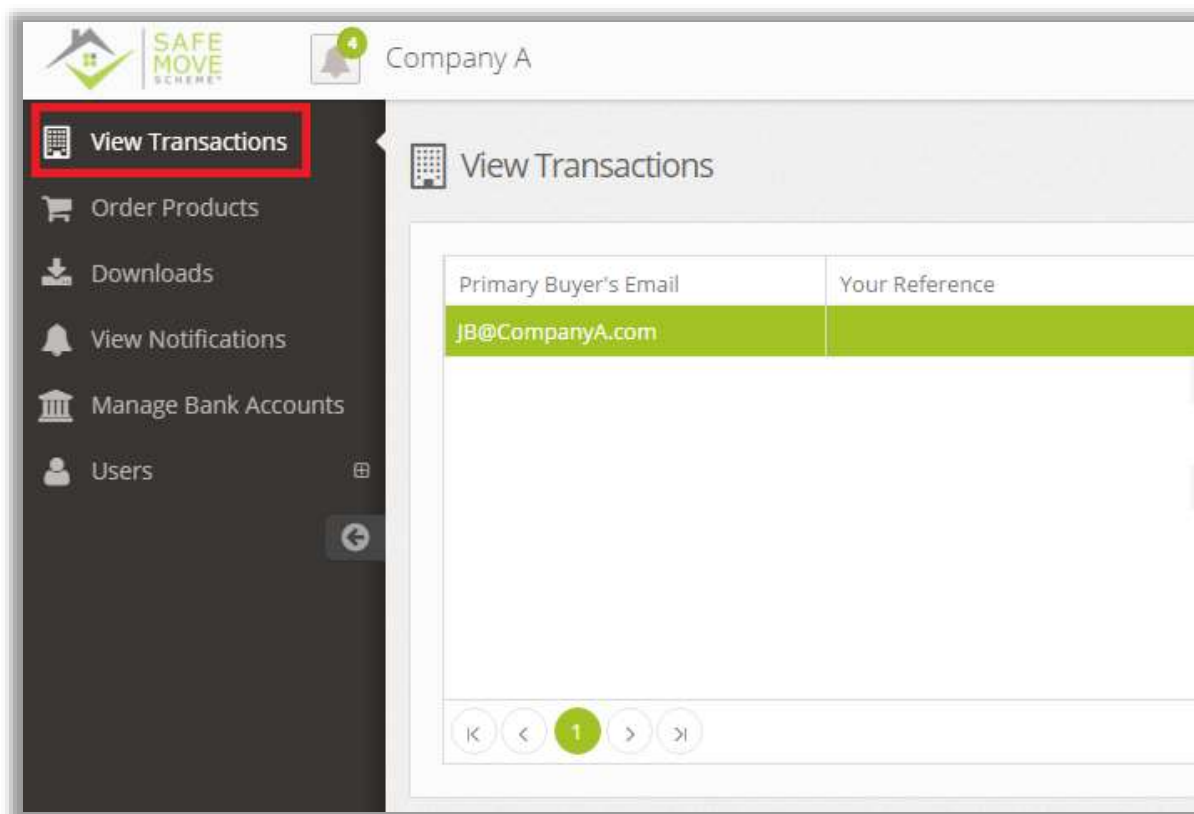 SAFE
MOVE
SCHEME®
4
Company A
View Transactions
Order Products
Downloads
View Notifications
Manage Bank Accounts
Users
View Transactions
Primary Buyer's Email Your Reference
JB@CompanyA.com
1